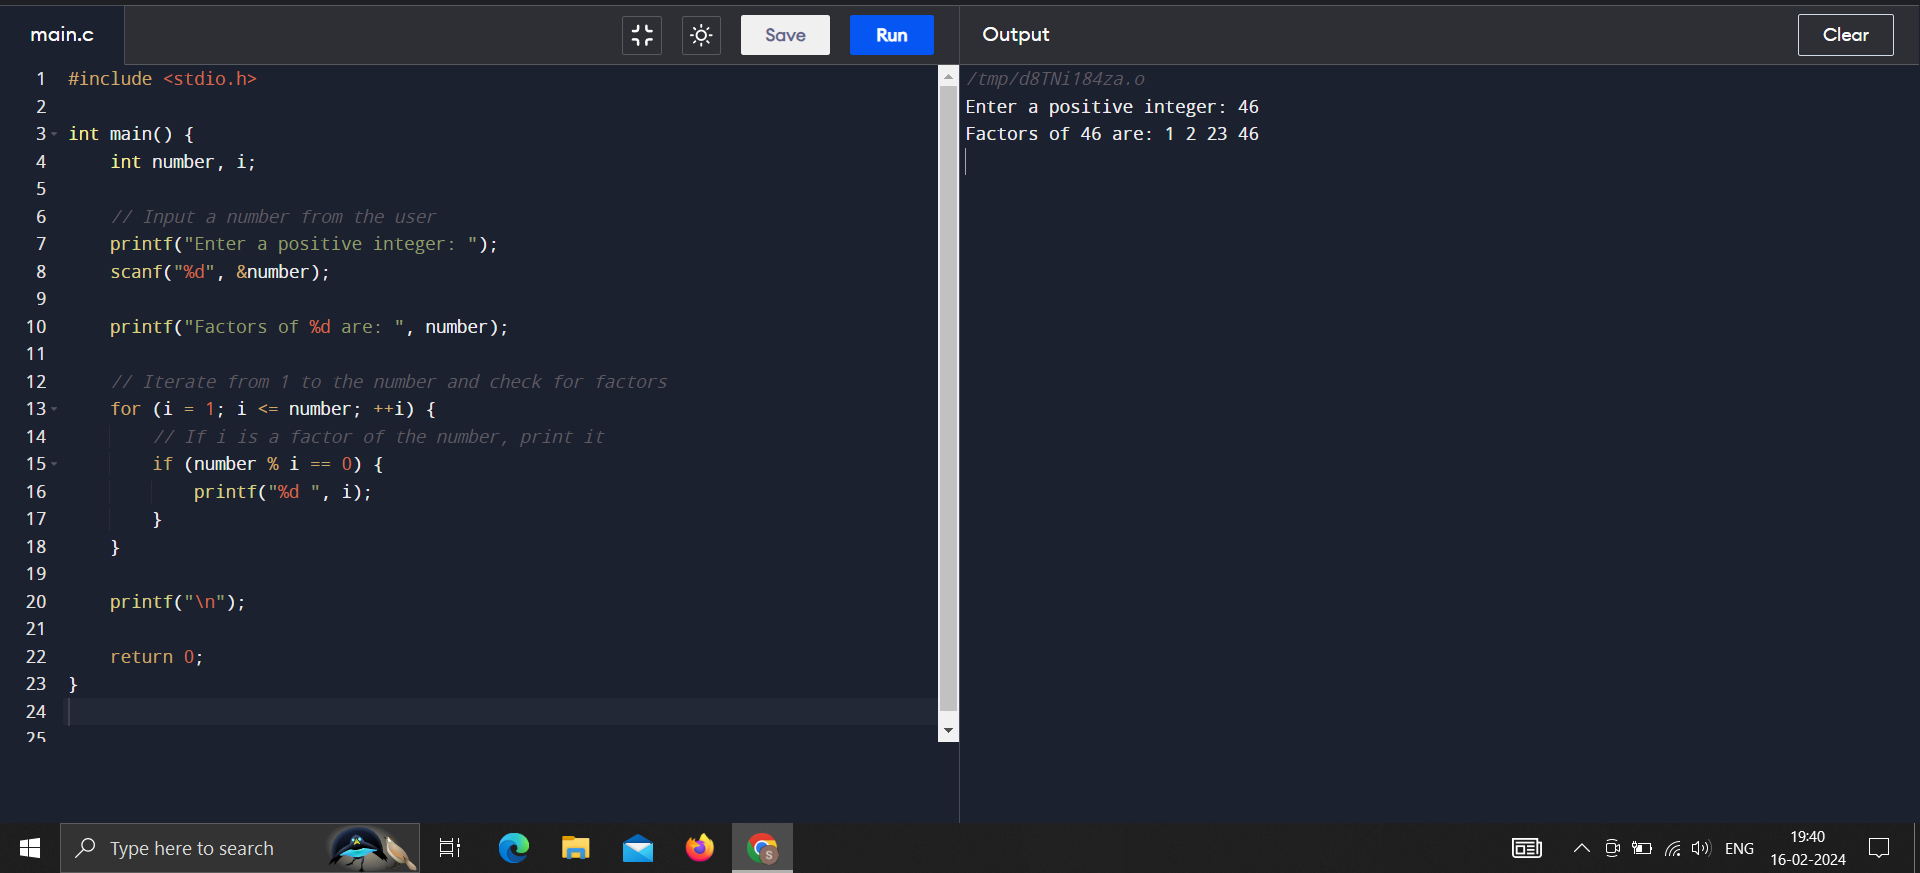 main.c
Save
Run
Output
Clear
1 #include <stdio.h>
2
3 int main() {
4     int number, i;
5
6     // Input a number from the user
7     printf("Enter a positive integer: ");
8     scanf("%d", &number);
9
10     printf("Factors of %d are: ", number);
11
12     // Iterate from 1 to the number and check for factors
13     for (i = 1; i <= number; ++i) {
14         // If i is a factor of the number, print it
15         if (number % i == 0) {
16             printf("%d ", i);
17         }
18     }
19
20     printf("\n");
21
22     return 0;
23 }
24
25
/tmp/d8TNi184za.o
Enter a positive integer: 46
Factors of 46 are: 1 2 23 46
Type here to search
S
ENG
19:40
16-02-2024